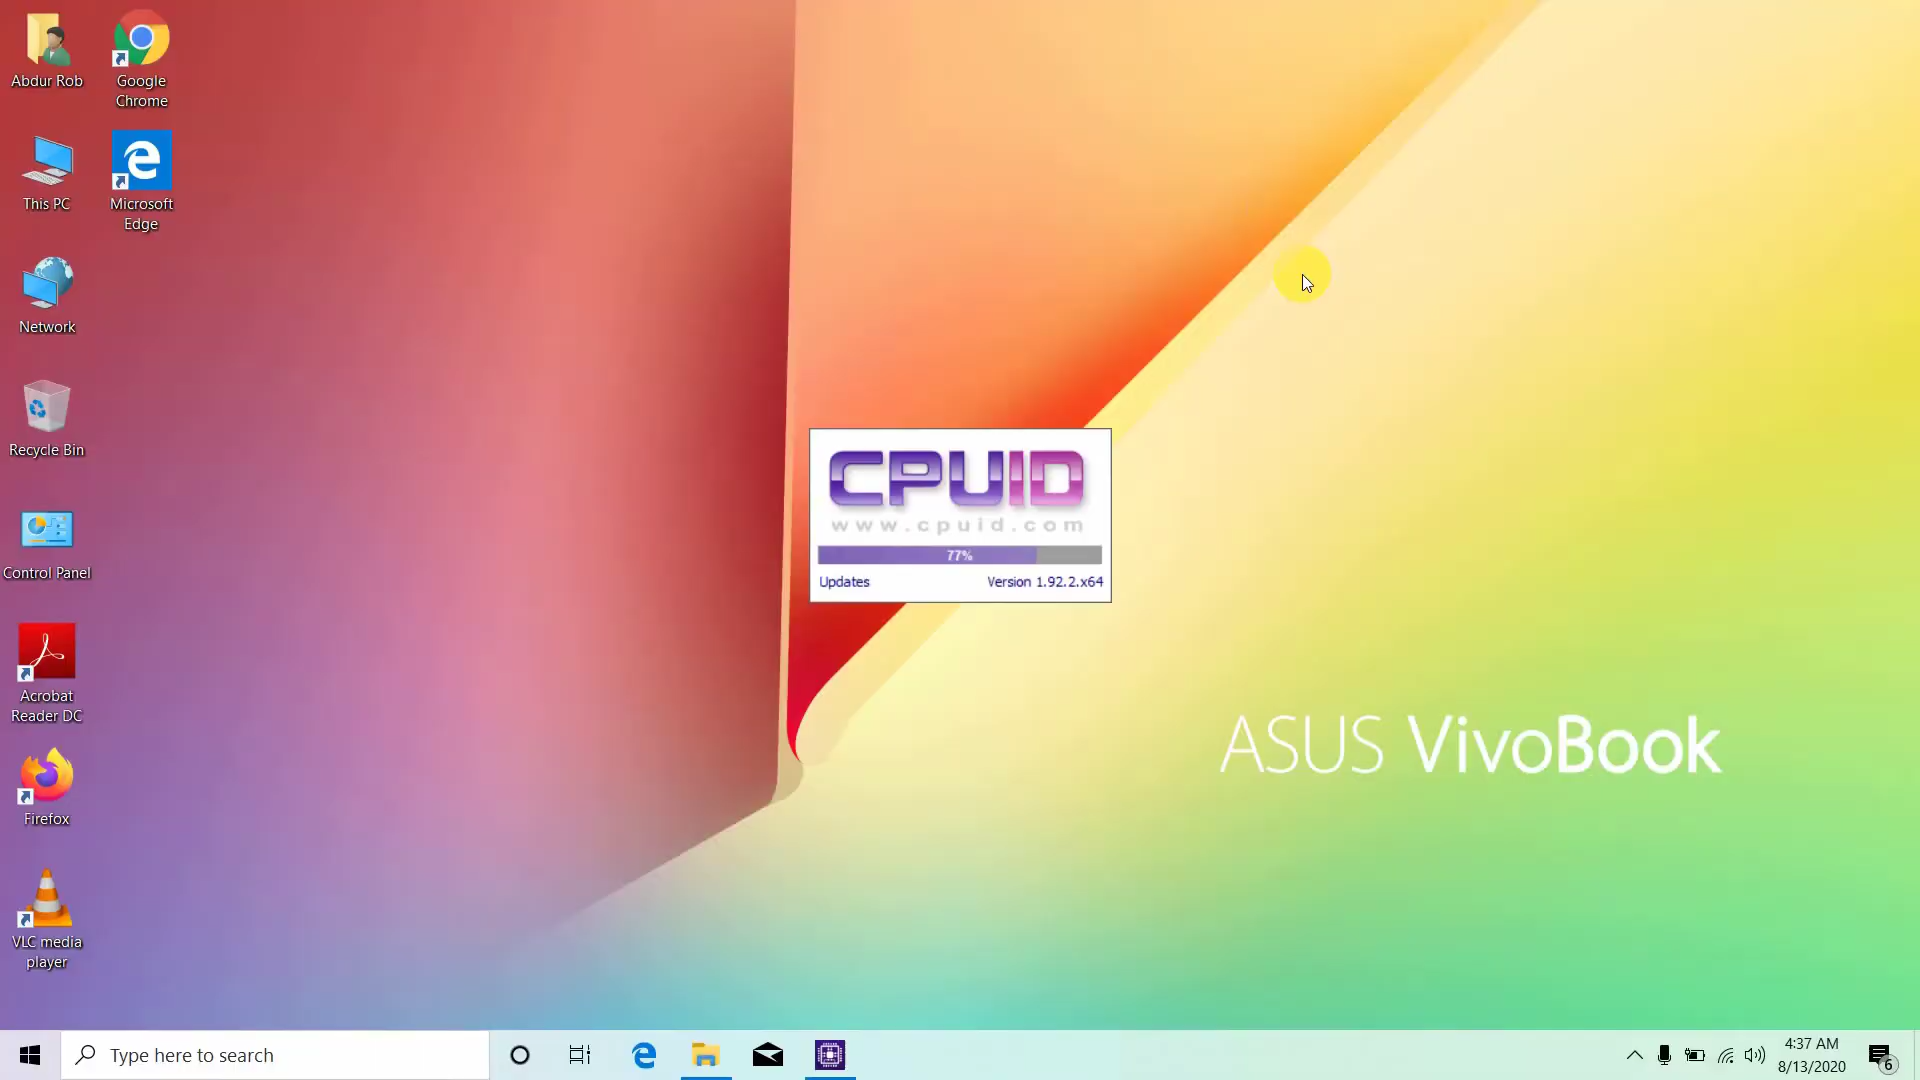 Abdur Rob
Google
Chrome
This PC
Microsoft
Edge
Network
Recycle Bin
Control Panel
Acrobat
Reader DC
Firefox
VLC media
player
CPUID
www.cpuid.com
77%
Updates
Version 1.92.2.x64
ASUS VivoBook
Type here to search
4:37 AM
8/13/2020
6